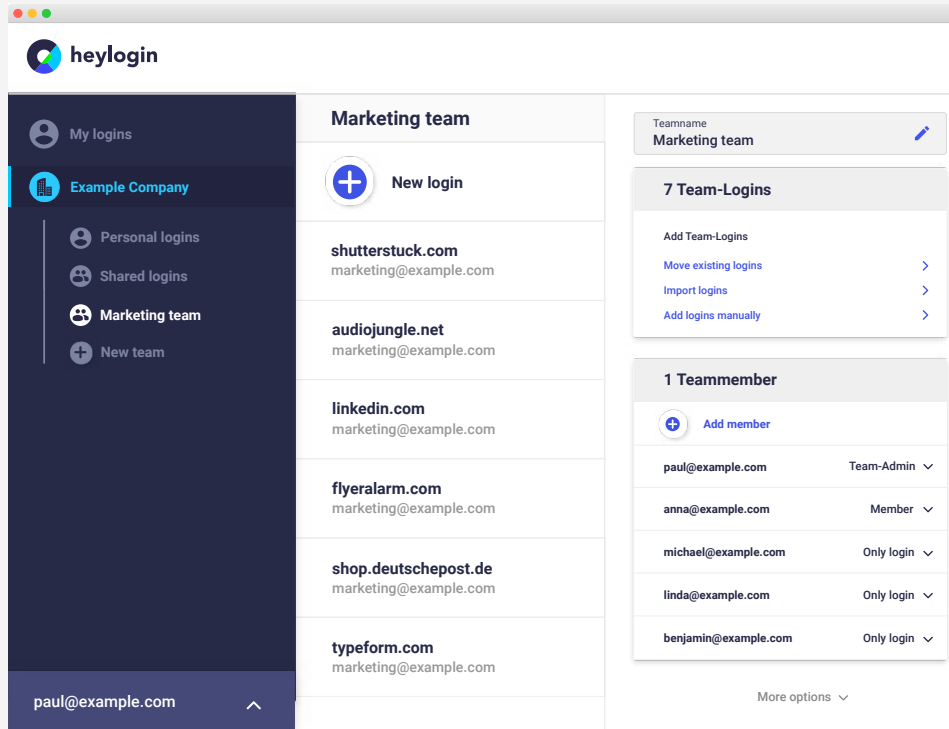 heylogin
My logins
Example Company
Personal logins
Shared logins
Marketing team
New team
paul@example.com
Marketing team
New login
shutterstuck.com
marketing@example.com
audiojungle.net
marketing@example.com
linkedin.com
marketing@example.com
flyeralarm.com
marketing@example.com
shop.deutschepost.de
marketing@example.com
typeform.com
marketing@example.com
Teamname
Marketing team
7 Team-Logins
Add Team-Logins
Move existing logins
Import logins
Add logins manually
1 Teammember
Add member
paul@example.com Team-Admin
anna@example.com Member
michael@example.com Only login
linda@example.com Only login
benjamin@example.com Only login
More options